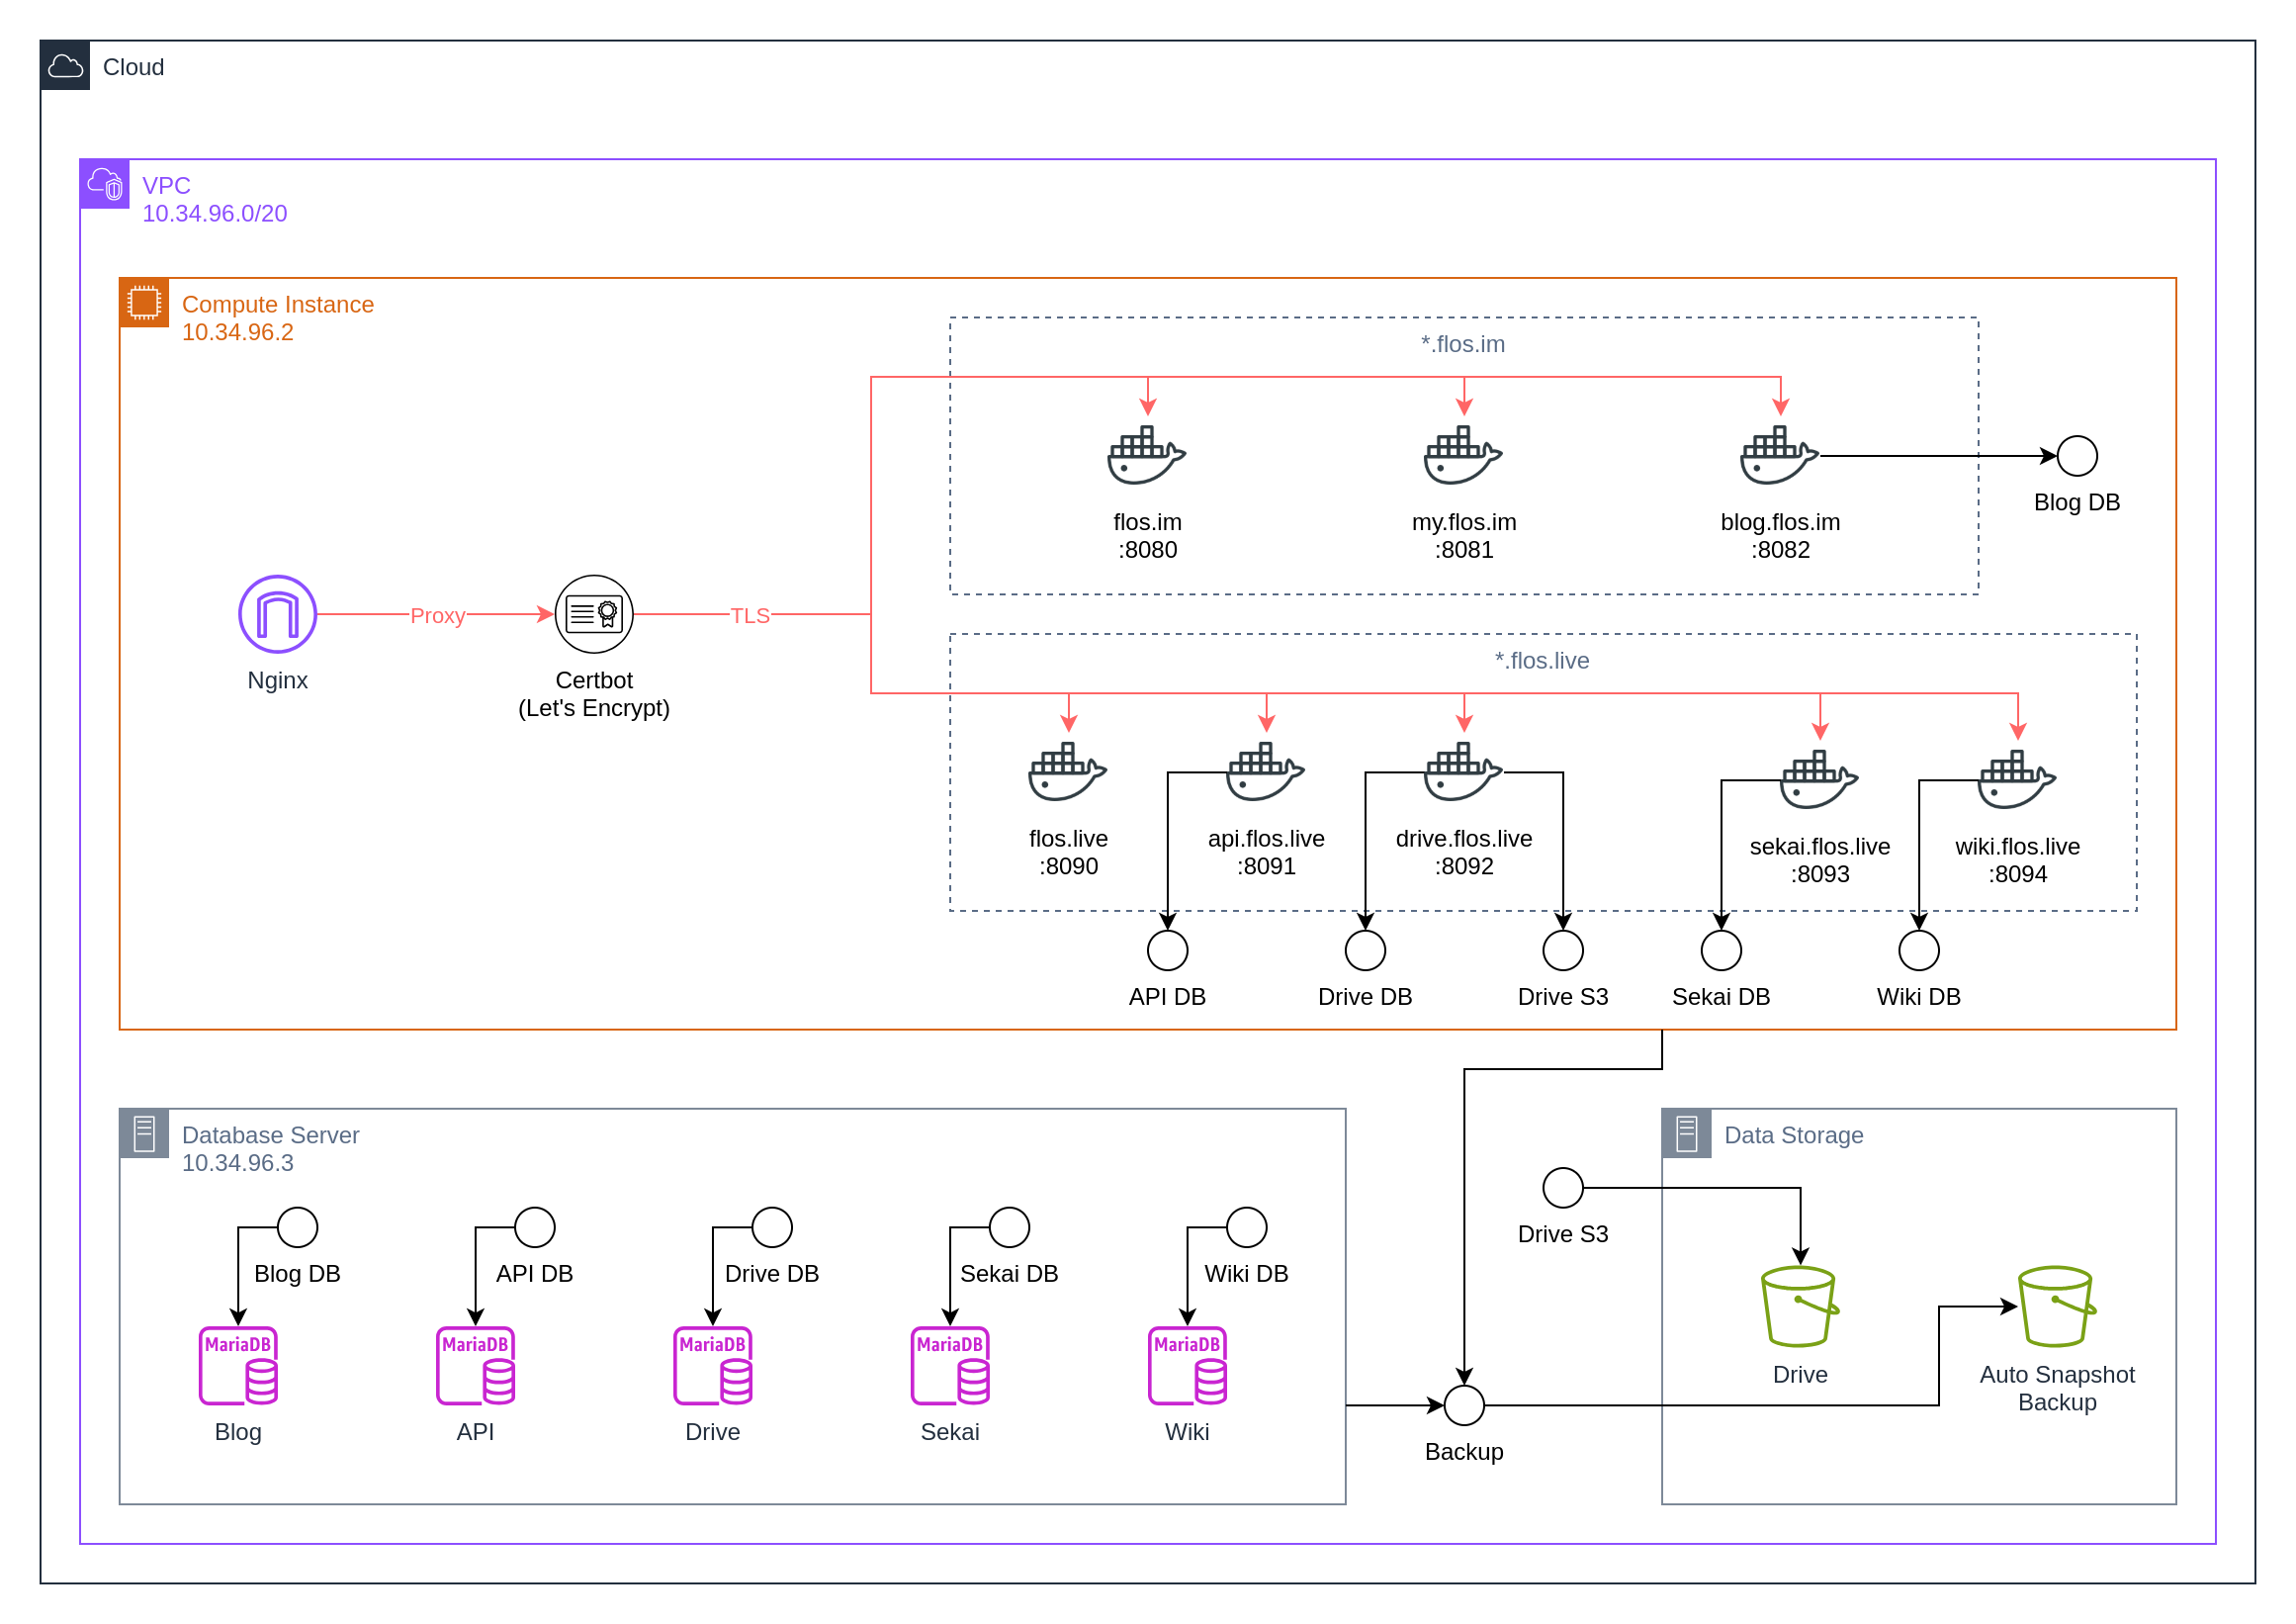 Cloud
VPC
10.34.96.0/20
Compute Instance
10.34.96.2
*.flos.im
flos.im
:8080
my.flos.im
:8081
blog.flos.im
:8082
Blog DB
Nginx
Proxy
Certbot
(Let's Encrypt)
TLS
*.flos.live
flos.live
:8090
api.flos.live
:8091
drive.flos.live
:8092
sekai.flos.live
:8093
wiki.flos.live
:8094
API DB
Drive DB
Drive S3
Sekai DB
Wiki DB
Database Server
10.34.96.3
Blog DB
API DB
Drive DB
Sekai DB
Wiki DB
MariaDB
MariaDB
MariaDB
MariaDB
MariaDB
Blog
API
Drive
Sekai
Wiki
Data Storage
Drive S3
Drive
Auto Snapshot
Backup
Backup